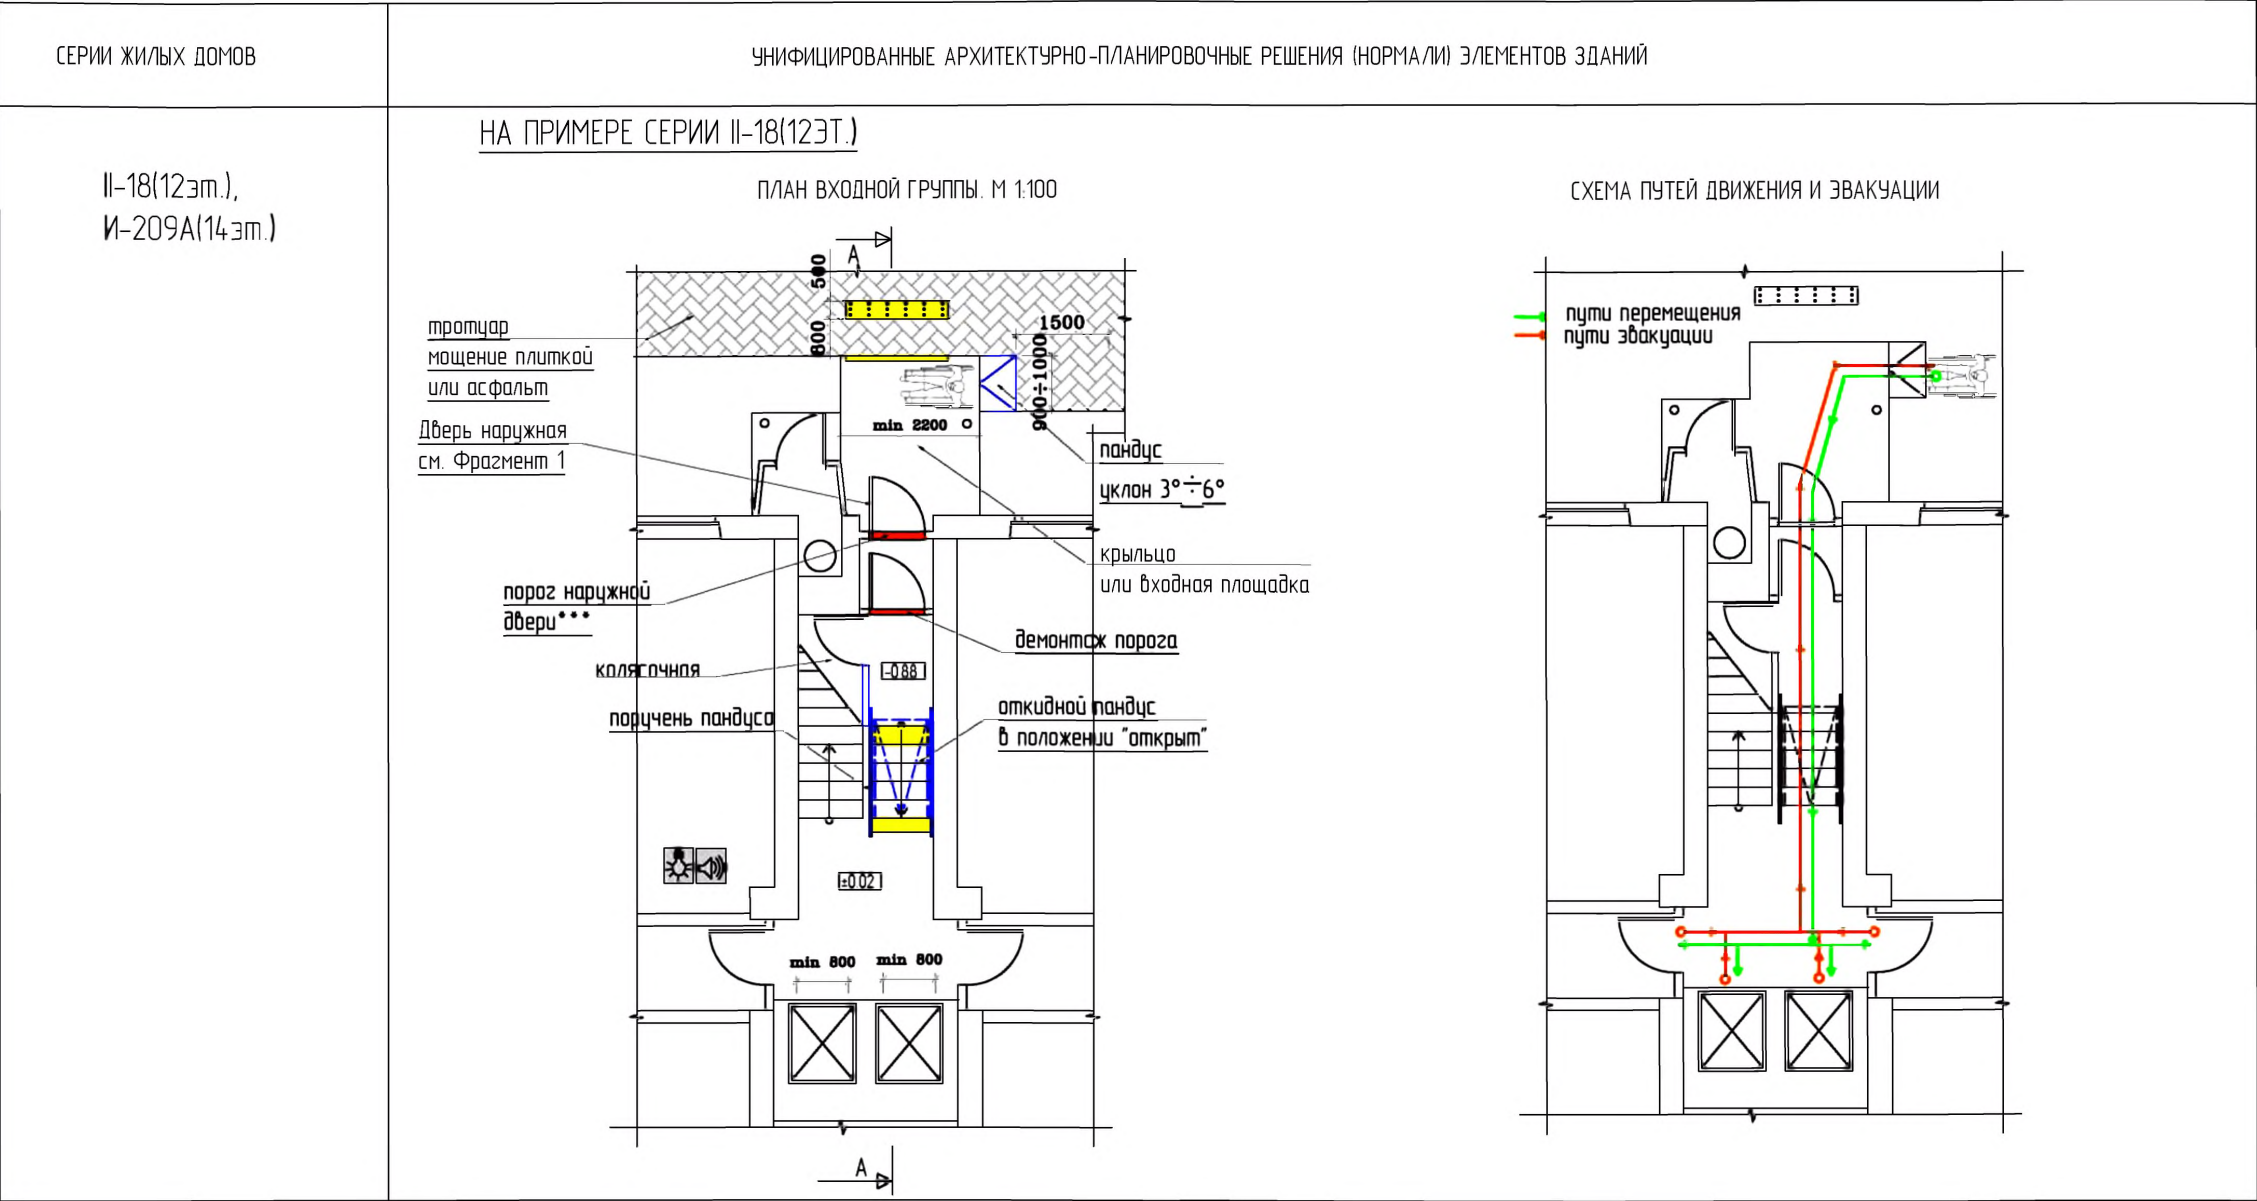 СЕРИИ ЖИЛЫХ ДОМОВ
УНИФИЦИРОВАННЫЕ АРХИТЕКТУРНО-ПЛАНИРОВОЧНЫЕ РЕШЕНИЯ (НОРМАЛИ) ЭЛЕМЕНТОВ ЗДАНИЙ
II-18(12эт.),
И-209А(14эт.)
НА ПРИМЕРЕ СЕРИИ II-18(12ЭТ.)
ПЛАН ВХОДНОЙ ГРУППЫ. М 1:100
А
500
800
1500
900÷1000
min 2200
тротуар
мощение плиткой
или асфальт
Дверь наружная
см. Фрагмент 1
пандус
уклон 3°÷6°
крыльцо
или входная площадка
порог наружной
двери***
демонтаж порога
колясочная
-0.88
поручень пандуса
откидной пандус
в положении "открыт"
±0.02
min 800
min 800
А
СХЕМА ПУТЕЙ ДВИЖЕНИЯ И ЭВАКУАЦИИ
пути перемещения
пути эвакуации